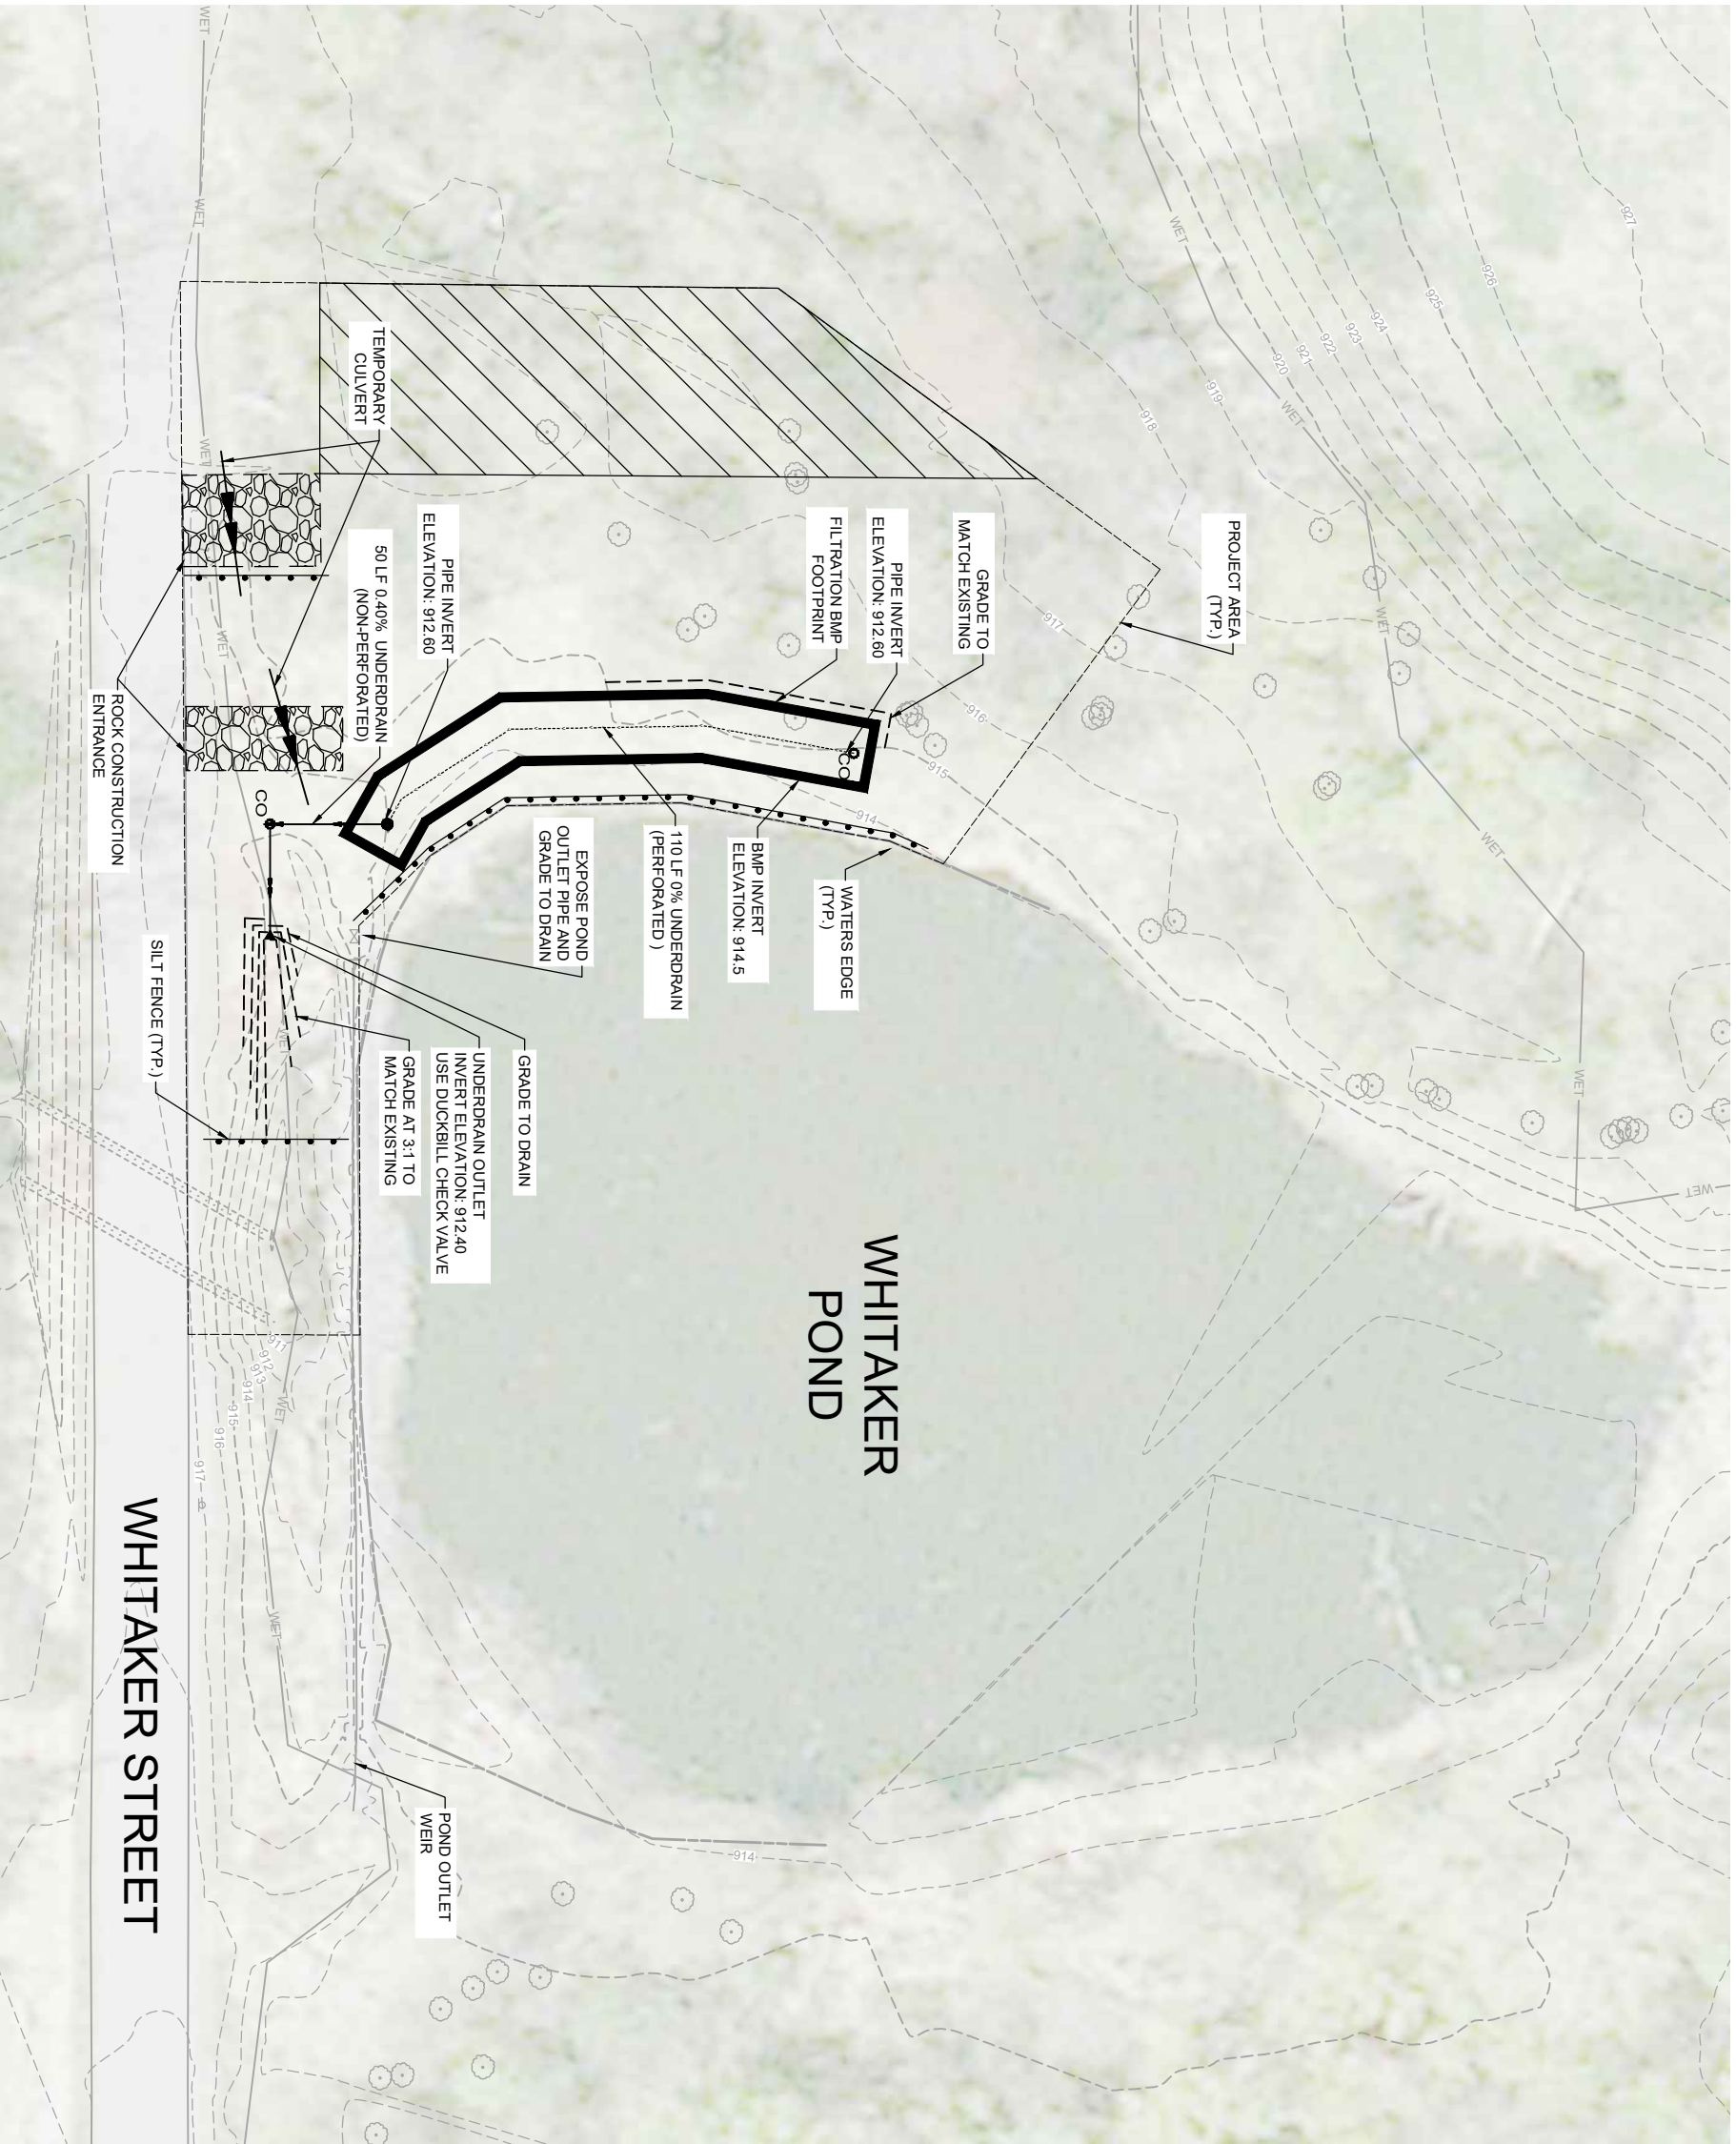 PROJECT AREA
(TYP.)
GRADE TO
MATCH EXISTING
PIPE INVERT
ELEVATION: 912.60
FILTRATION BMP
FOOTPRINT
PIPE INVERT
ELEVATION: 912.60
50 LF 0.40% UNDERDRAIN
(NON-PERFORATED)
TEMPORARY
CULVERT
ROCK CONSTRUCTION
ENTRANCE
CO
CO
WATERS EDGE
(TYP.)
BMP INVERT
ELEVATION: 914.5
110 LF 0% UNDERDRAIN
(PERFORATED )
EXPOSE POND
OUTLET PIPE AND
GRADE TO DRAIN
GRADE TO DRAIN
UNDERDRAIN OUTLET
INVERT ELEVATION: 912.40
USE DUCKBILL CHECK VALVE
GRADE AT 3:1 TO
MATCH EXISTING
SILT FENCE (TYP.)
WHITAKER
POND
POND OUTLET
WEIR
WHITAKER STREET
927
926
925
924
923
922
921
920
919
918
917
916
915
914
911
912
913
914
915
916
917
914
WET
WET
WET
WET
WET
WET
WET
WET
WET
WET
WET
WET
WET